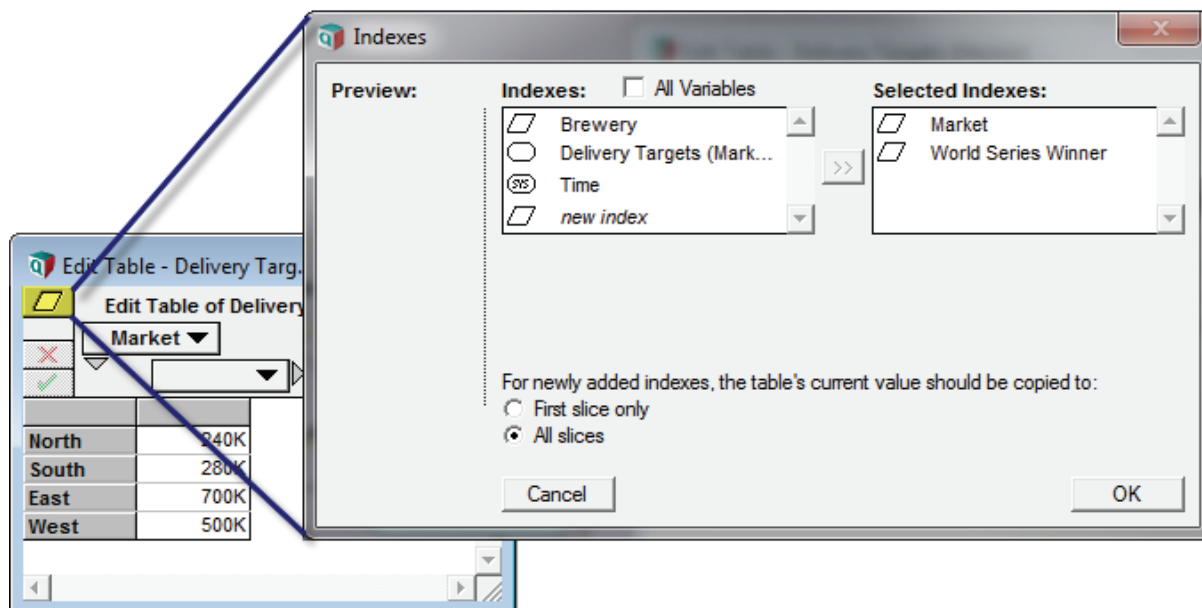 Indexes
Preview:
Indexes:
All Variables
Selected Indexes:
Brewery
Delivery Targets (Mark...
SYS
Time
new index
>>
Market
World Series Winner
For newly added indexes, the table's current value should be copied to:
First slice only
All slices
Cancel
OK
Edit Table - Delivery Targ..
Edit Table of Delivery
Market
North 240K
South 280K
East 700K
West 500K